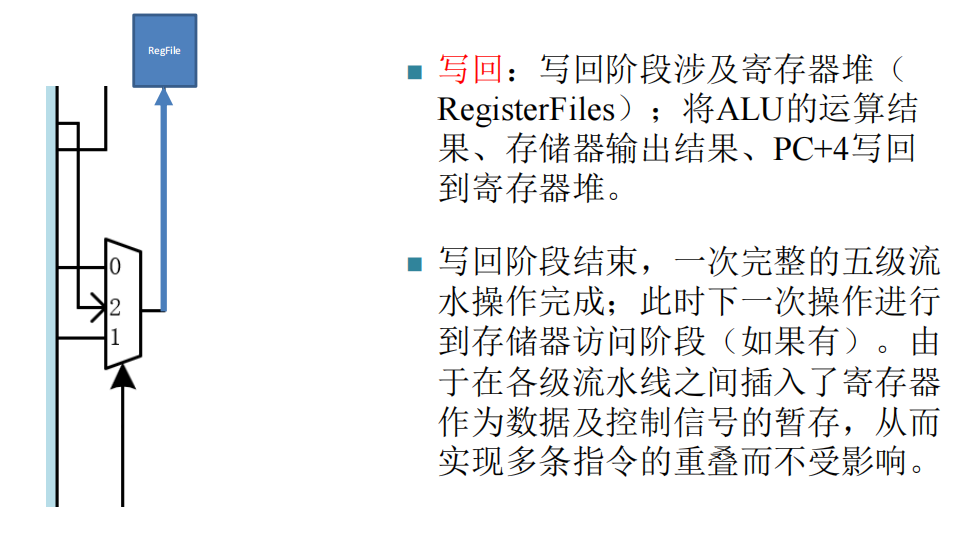 RegFile
0
2
1
写回：写回阶段涉及寄存器堆（
RegisterFiles）；将ALU的运算结
果、存储器输出结果、PC+4写回
到寄存器堆。
写回阶段结束，一次完整的五级流
水操作完成；此时下一次操作进行
到存储器访问阶段（如果有）。由
于在各级流水线之间插入了寄存器
作为数据及控制信号的暂存，从而
实现多条指令的重叠而不受影响。